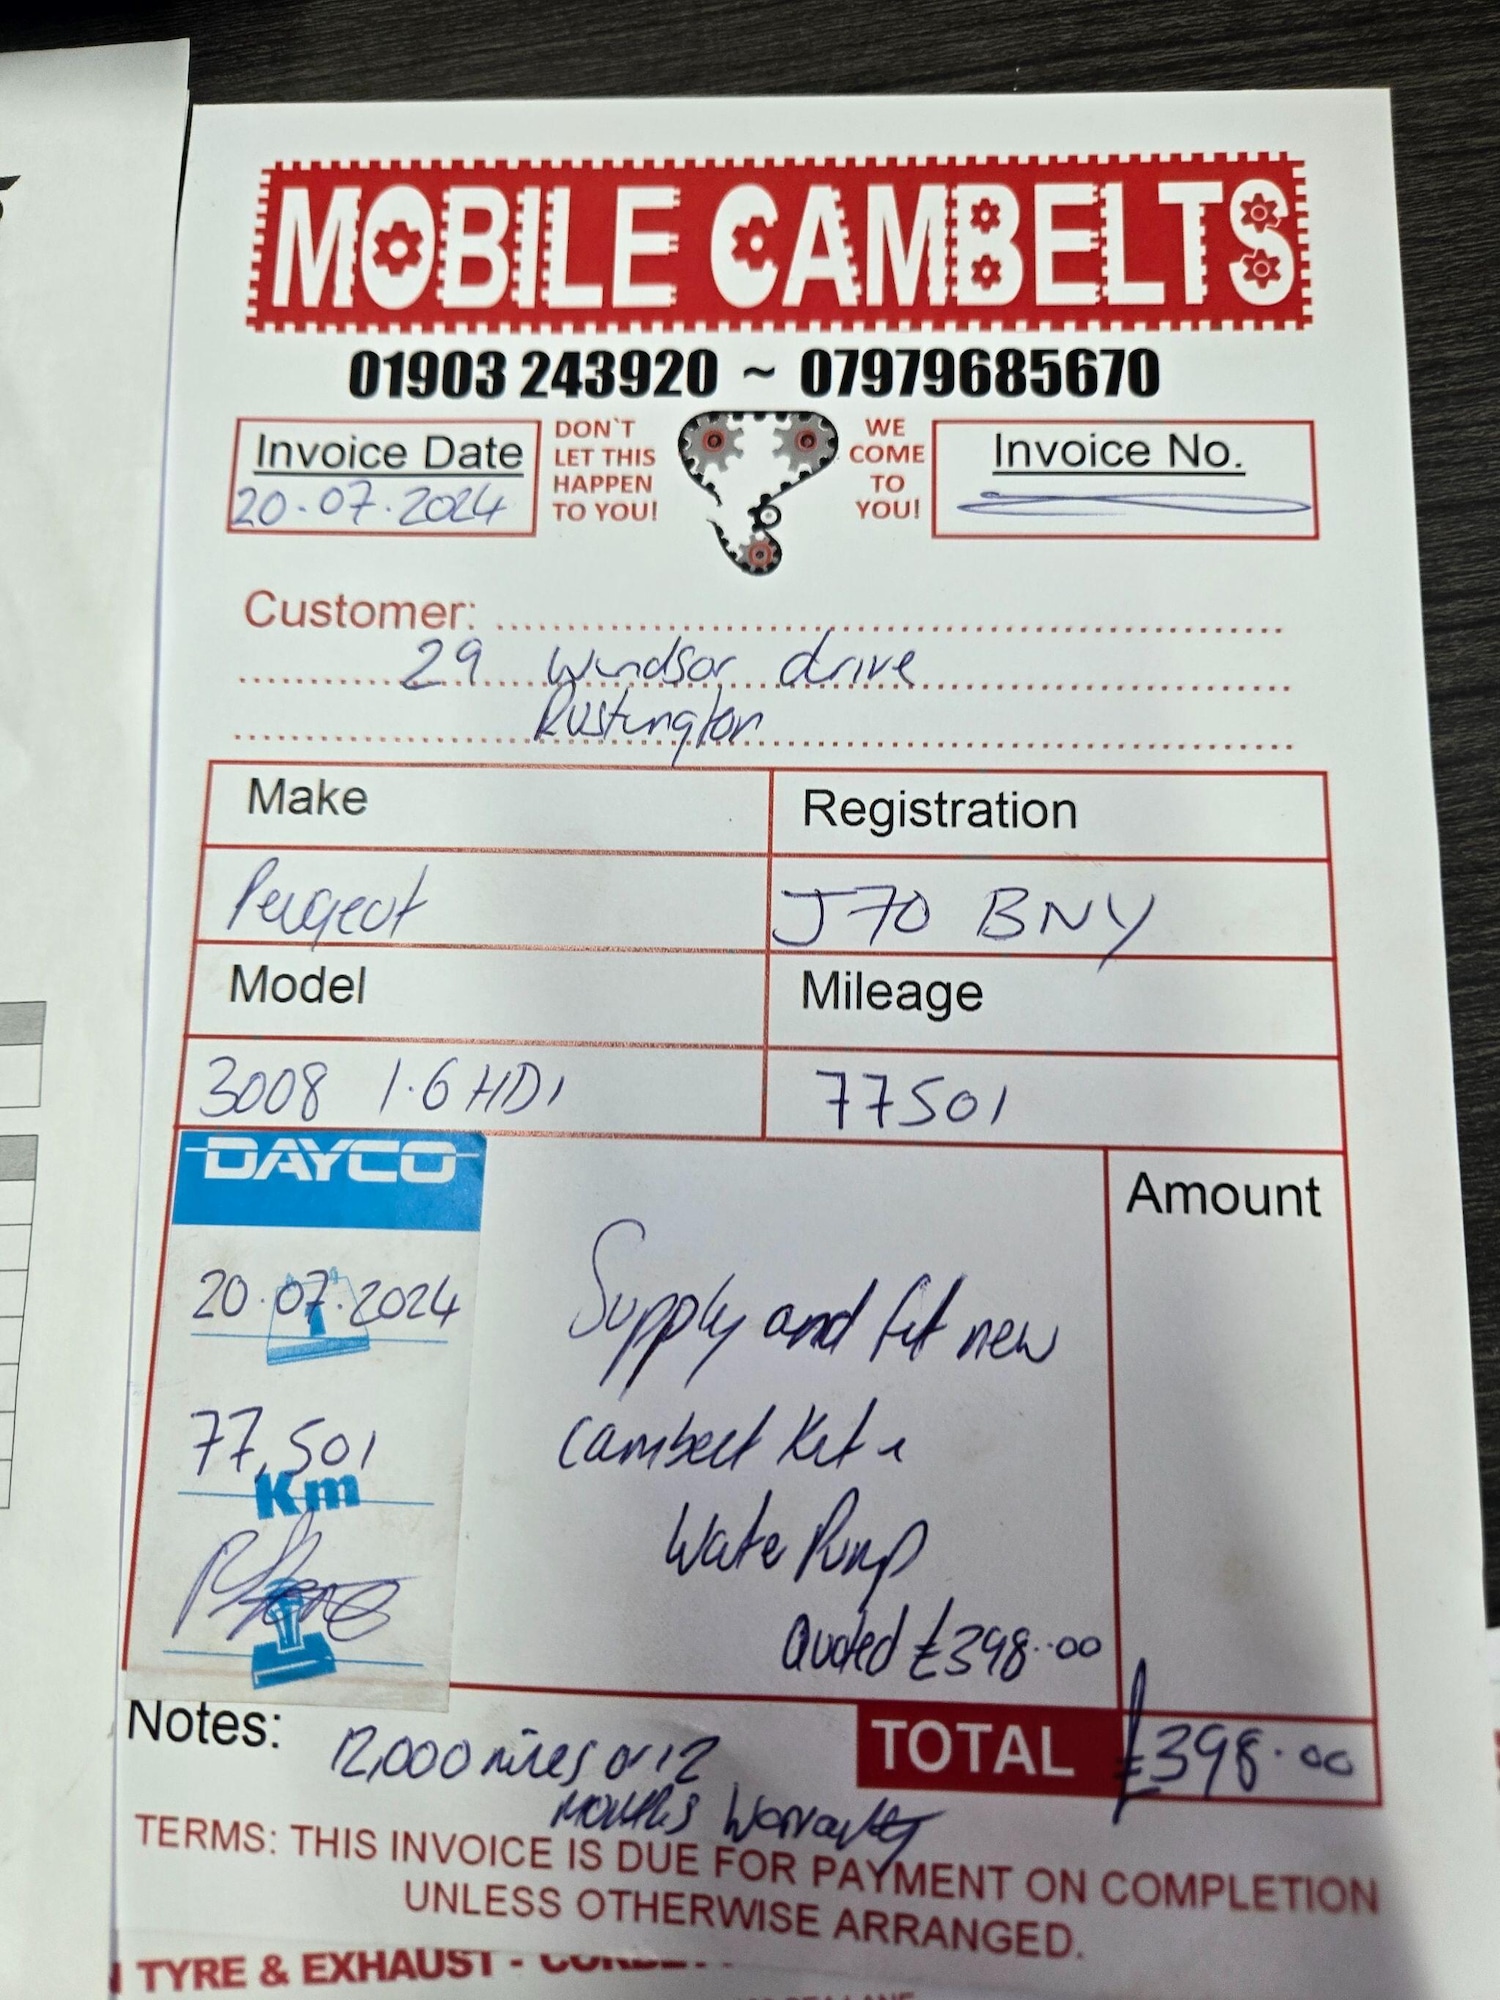 MOBILE CAMBELTS
01903 243920 ~ 07979685670
Invoice Date
20.07.2024
DON`T
LET THIS
HAPPEN
TO YOU!
WE
COME
TO
YOU!
Invoice No.
Customer:
29 Windsor drive
Rustington
Make
Registration
Peugeot
J70 BNY
Model
Mileage
3008 1.6 HDi
77501
DAYCO
20.07.2024
77,501
Km
Amount
Supply and fit new
Cambelt Kit &
Wate Pump
Quoted £398.00
Notes: 12,000 miles or 12
Months Warranty
TOTAL £398.00
TERMS: THIS INVOICE IS DUE FOR PAYMENT ON COMPLETION
UNLESS OTHERWISE ARRANGED.
TYRE & EXHAUST -